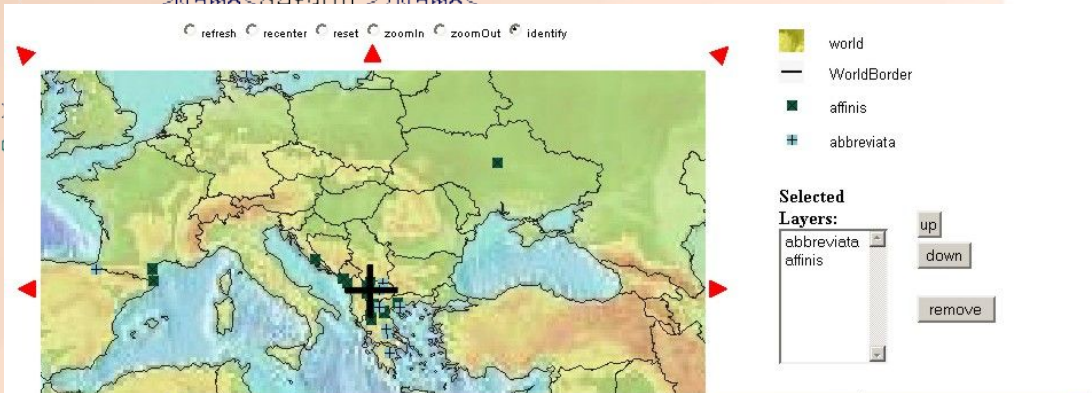 refresh recenter reset zoomIn zoomOut identify
world
WorldBorder
affinis
abbreviata
Selected
Layers:
abbreviata
affinis
up
down
remove